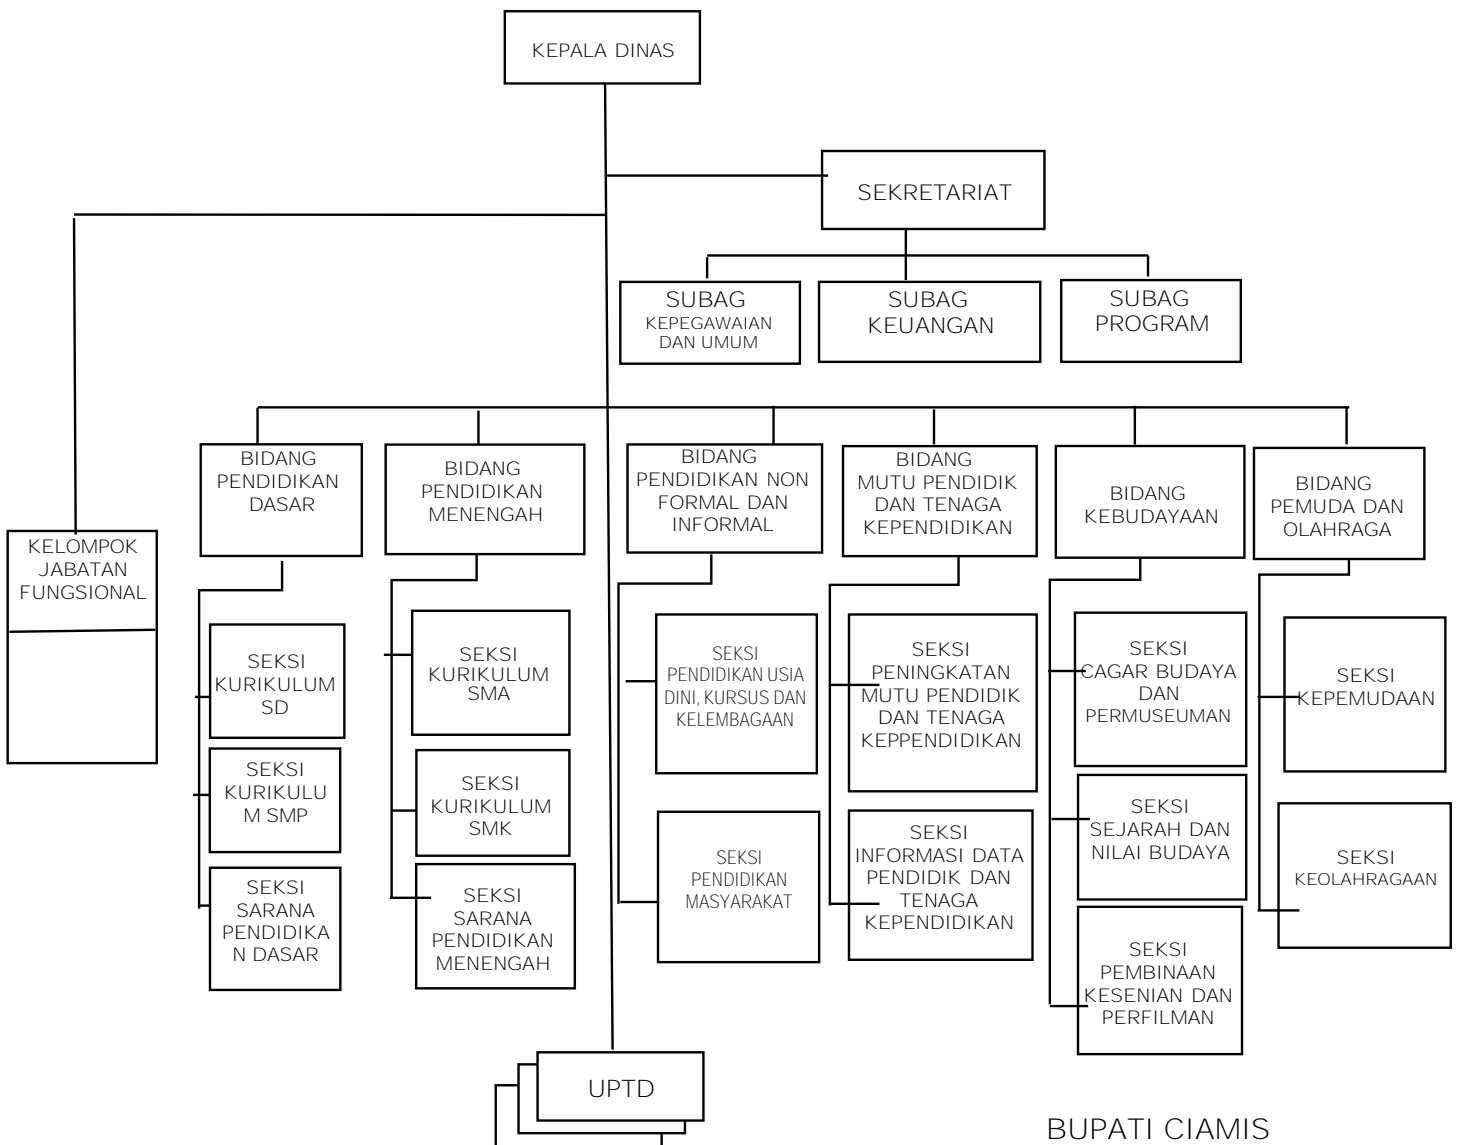 KEPALA DINAS
SEKRETARIAT
SUBAG
KEPEGAWAIAN
DAN UMUM
SUBAG
KEUANGAN
SUBAG
PROGRAM
KELOMPOK
JABATAN
FUNGSIONAL
BIDANG
PENDIDIKAN
DASAR
BIDANG
PENDIDIKAN
MENENGAH
BIDANG
PENDIDIKAN NON
FORMAL DAN
INFORMAL
BIDANG
MUTU PENDIDIK
DAN TENAGA
KEPENDIDIKAN
BIDANG
KEBUDAYAAN
BIDANG
PEMUDA DAN
OLAHRAGA
SEKSI
KURIKULUM
SD
SEKSI
KURIKULU
M SMP
SEKSI
SARANA
PENDIDIKA
N DASAR
SEKSI
KURIKULUM
SMA
SEKSI
KURIKULUM
SMK
SEKSI
SARANA
PENDIDIKAN
MENENGAH
SEKSI
PENDIDIKAN USIA
DINI, KURSUS DAN
KELEMBAGAAN
SEKSI
PENDIDIKAN
MASYARAKAT
SEKSI
PENINGKATAN
MUTU PENDIDIK
DAN TENAGA
KEPPENDIDIKAN
SEKSI
INFORMASI DATA
PENDIDIK DAN
TENAGA
KEPENDIDIKAN
SEKSI
CAGAR BUDAYA
DAN
PERMUSEUMAN
SEKSI
SEJARAH DAN
NILAI BUDAYA
SEKSI
PEMBINAAN
KESENIAN DAN
PERFILMAN
SEKSI
KEPEMUDAAN
SEKSI
KEOLAHRAGAAN
UPTD
BUPATI CIAMIS